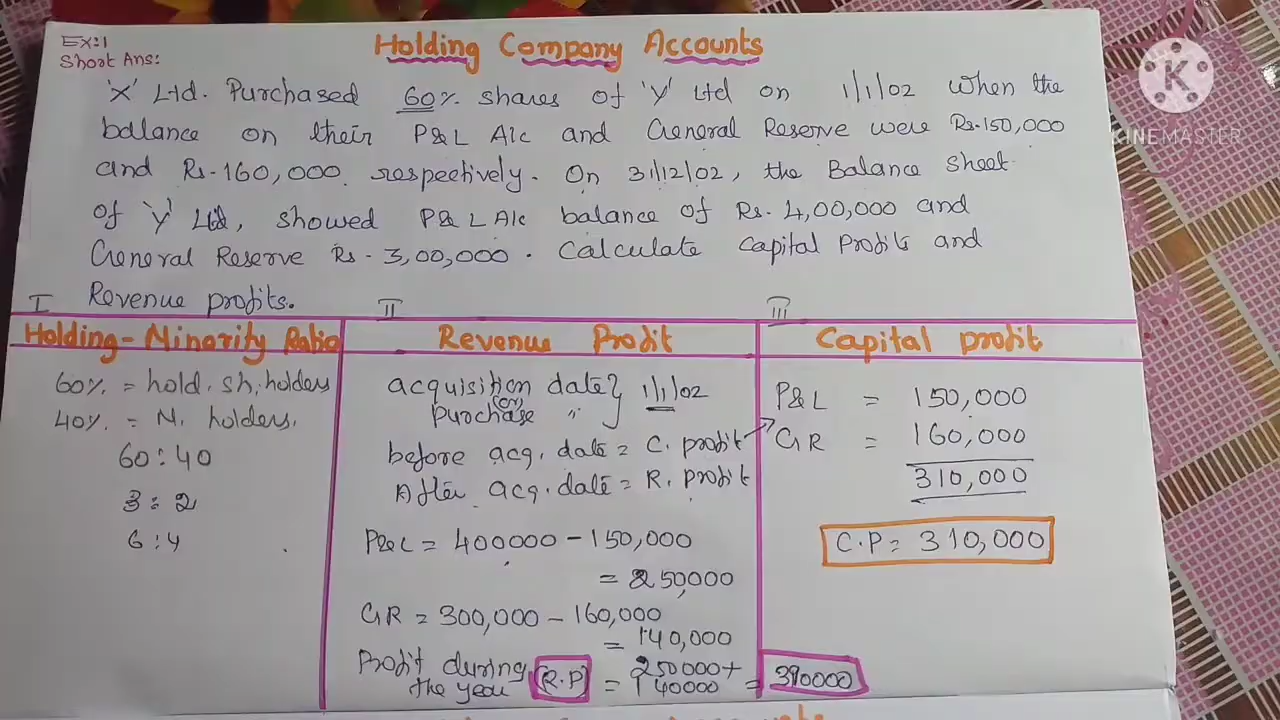 Ex:1
Short Ans:
Holding Company Accounts
'X' Ltd. Purchased 60% shares of 'Y' Ltd on 1/1/02 When the
balance on their P&L A/c and General Reserve were Rs.150,000
and Rs-160,000 respectively. On 31/12/02, the Balance Sheet
of 'Y' Ltd, showed P&L A/c balance of Rs. 4,00,000 and
General Reserve Rs - 3,00,000. Calculate Capital Profits and
Revenue profits.
I
Holding-Minority Ratio
60% = hold. sh. holders
40% = M. holders.
60:40
3:2
6:4
II
Revenue Profit
acquisition date} 1/1/02
(or)
Purchase "
before acq. date = C. profit
After acq. date = R. profit
P&L = 400000 - 150,000
= 250,000
GR = 300,000 - 160,000
= 140,000
Profit during (R.P) = 250000+
the year 140000 = 390000
III
Capital profit
P&L = 150,000
GR = 160,000
310,000
C.P = 310,000
K
KINEMASTER